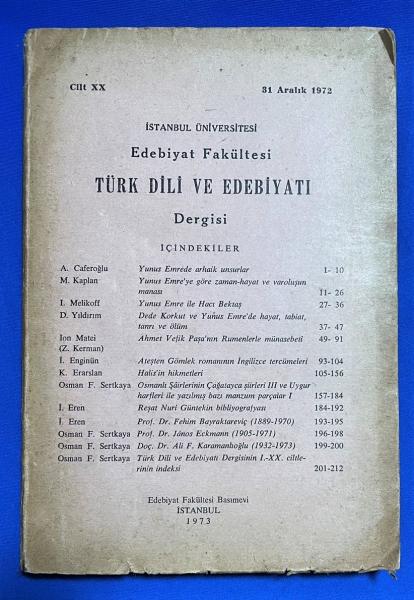 Cilt XX 31 Aralık 1972
İSTANBUL ÜNİVERSİTESİ
Edebiyat Fakültesi
TÜRK DİLİ VE EDEBİYATI
Dergisi
İÇİNDEKİLER
A. Caferoğlu Yunus Emrede arhaik unsurlar 1- 10
M. Kaplan Yunus Emre'ye göre zaman-hayat ve varoluşun
manası 11- 26
I. Melikoff Yunus Emre ile Hacı Bektaş 27- 36
D. Yıldırım Dede Korkut ve Yunus Emre'de hayat, tabiat,
tanrı ve ölüm 37- 47
Ion Matei Ahmet Vefik Paşa'nın Rumenlerle münasebeti 49- 91
(Z. Kerman)
İ. Enginün Ateşten Gömlek romanının İngilizce tercümeleri 93-104
K. Erarslan Halis'in hikmetleri 105-156
Osman F. Sertkaya Osmanlı Şâirlerinin Çağatayca şiirleri III ve Uygur
harfleri ile yazılmış bazı manzum parçalar I 157-184
İ. Eren Reşat Nuri Güntekin bibliyografyası 184-192
İ. Eren Prof. Dr. Fehim Bayraktareviç (1889-1970) 193-195
Osman F. Sertkaya Prof. Dr. János Eckmann (1905-1971) 196-198
Osman F. Sertkaya Doç. Dr. Ali F. Karamanlıoğlu (1932-1973) 199-200
Osman F. Sertkaya Türk Dili ve Edebiyatı Dergisinin I.-XX. ciltle-
rinin indeksi 201-212
Edebiyat Fakültesi Basımevi
İSTANBUL
1973